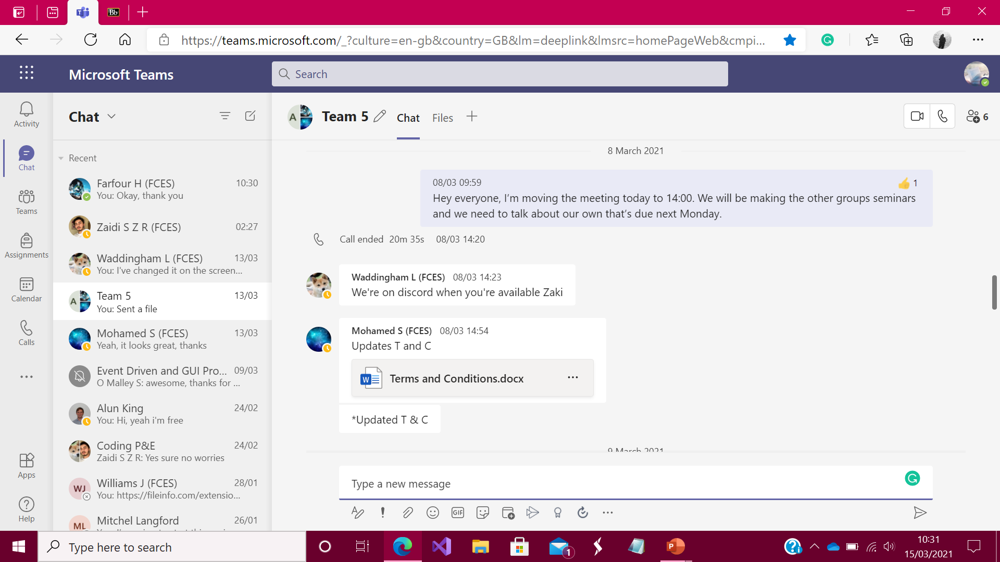 Bb
https://teams.microsoft.com/_?culture=en-gb&country=GB&lm=deeplink&lmsrc=homePageWeb&cmpi...
Microsoft Teams
Search
Activity
Chat
Teams
Assignments
Calendar
Calls
Apps
Help
Chat
Recent
Farfour H (FCES) 10:30
You: Okay, thank you
Zaidi S Z R (FCES) 02:27
Waddingham L (FCES) 13/03
You: I've changed it on the screen...
Team 5 13/03
You: Sent a file
Mohamed S (FCES) 13/03
Yeah, it looks great, thanks
Event Driven and GUI Pro... 09/03
O Malley S: awesome, thanks for ...
Alun King 24/02
You: Hi, yeah i'm free
Coding P&E 24/02
Zaidi S Z R: Yes sure no worries
WJ
Williams J (FCES) 28/01
You: https://fileinfo.com/extensio...
ML
Mitchel Langford 26/01
A
Team 5 Chat Files
6
8 March 2021
08/03 09:59 1
Hey everyone, I’m moving the meeting today to 14:00. We will be making the other groups seminars
and we need to talk about our own that’s due next Monday.
Call ended 20m 35s 08/03 14:20
Waddingham L (FCES) 08/03 14:23
We're on discord when you're available Zaki
Mohamed S (FCES) 08/03 14:54
Updates T and C
Terms and Conditions.docx
*Updated T & C
9 March 2021
Type a new message
GIF
Type here to search
1
10:31
15/03/2021